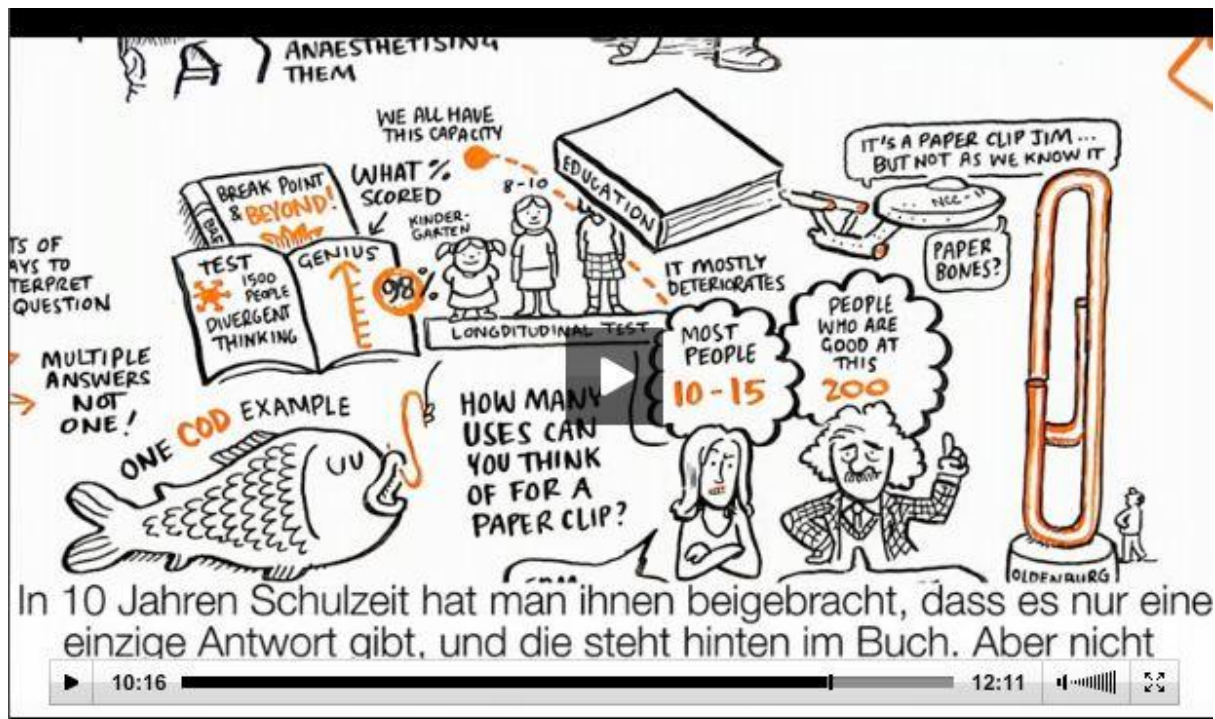 ANAESTHETISING
THEM
WE ALL HAVE
THIS CAPACITY
EDUCATION
IT'S A PAPER CLIP JIM...
BUT NOT AS WE KNOW IT
NCC-11
PAPER
BONES?
BREAK POINT
& BEYOND!
BRE
WHAT %
SCORED
KINDER-
GARTEN
8-10
TEST
1500
PEOPLE
DIVERGENT
THINKING
GENIUS
98%
LONGDITUDINAL TEST
IT MOSTLY
DETERIORATES
TS OF
AYS TO
TERPRET
QUESTION
MULTIPLE
ANSWERS
NOT
ONE!
ONE COD EXAMPLE
HOW MANY
USES CAN
YOU THINK
OF FOR A
PAPER CLIP?
MOST
PEOPLE
10-15
PEOPLE
WHO ARE
GOOD AT
THIS
200
OLDENBURG
In 10 Jahren Schulzeit hat man ihnen beigebracht, dass es nur eine
einzige Antwort gibt, und die steht hinten im Buch. Aber nicht
10:16
12:11